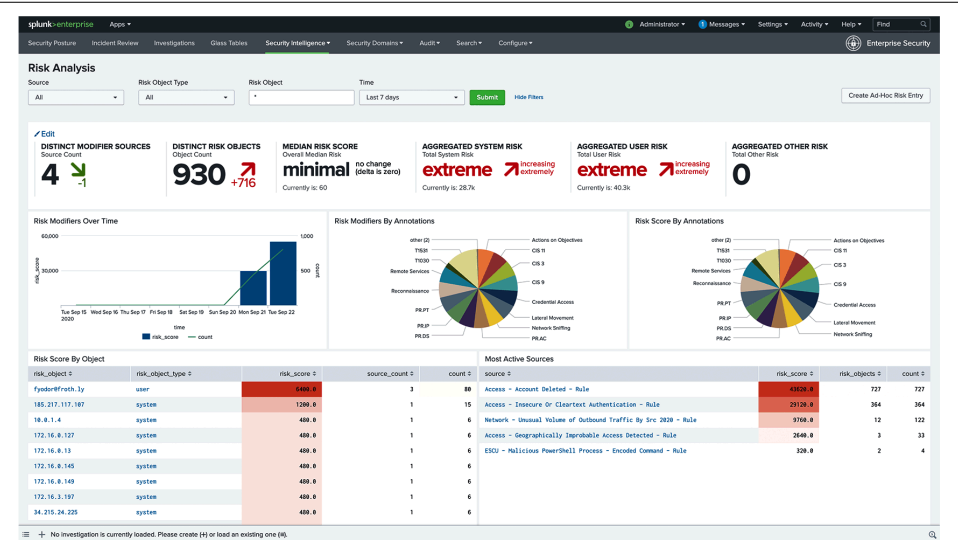 splunk>enterprise Apps ▾ i Administrator ▾ 1 Messages ▾ Settings ▾ Activity ▾ Help ▾ Find
Security Posture Incident Review Investigations Glass Tables Security Intelligence ▾ Security Domains ▾ Audit ▾ Search ▾ Configure ▾ Enterprise Security
Risk Analysis
Source Risk Object Type Risk Object Time
All All * Last 7 days Submit Hide Filters Create Ad-Hoc Risk Entry
Edit
DISTINCT MODIFIER SOURCES
Source Count
4 -1
DISTINCT RISK OBJECTS
Object Count
930 +716
MEDIAN RISK SCORE
Overall Median Risk
minimal no change
(delta is zero)
Currently is: 60
AGGREGATED SYSTEM RISK
Total System Risk
extreme increasing
extremely
Currently is: 28.7k
AGGREGATED USER RISK
Total User Risk
extreme increasing
extremely
Currently is: 40.3k
AGGREGATED OTHER RISK
Total Other Risk
0
Risk Modifiers Over Time
60,000 1,000
30,000 500
risk_score
count
Tue Sep 15 Wed Sep 16 Thu Sep 17 Fri Sep 18 Sat Sep 19 Sun Sep 20 Mon Sep 21 Tue Sep 22
2020
time
risk_score count
Risk Modifiers By Annotations
other (2) Actions on Objectives
T1531 CIS 11
T1030 CIS 3
Remote Services
CIS 9
Reconnaissance
Credential Access
PR.PT
Lateral Movement
PR.IP
Network Sniffing
PR.DS PR.AC
Risk Score By Annotations
other (2) Actions on Objectives
T1531 CIS 11
T1030 CIS 3
Remote Services
Reconnaissance CIS 9
PR.PT Credential Access
PR.IP Lateral Movement
PR.DS Network Sniffing
PR.AC
Risk Score By Object
risk_object risk_object_type risk_score source_count count
fyodor@froth.ly user 6400.0 3 80
185.217.117.107 system 1200.0 1 15
10.0.1.4 system 480.0 1 6
172.16.0.127 system 480.0 1 6
172.16.0.13 system 480.0 1 6
172.16.0.145 system 480.0 1 6
172.16.0.149 system 480.0 1 6
172.16.3.197 system 480.0 1 6
34.215.24.225 system 480.0 1 6
Most Active Sources
source risk_score risk_objects count
Access - Account Deleted - Rule 43620.0 727 727
Access - Insecure Or Cleartext Authentication - Rule 29120.0 364 364
Network - Unusual Volume of Outbound Traffic By Src 2020 - Rule 9760.0 12 122
Access - Geographically Improbable Access Detected - Rule 2640.0 3 33
ESCU - Malicious PowerShell Process - Encoded Command - Rule 320.0 2 4
+ No investigation is currently loaded. Please create (+) or load an existing one (≡).